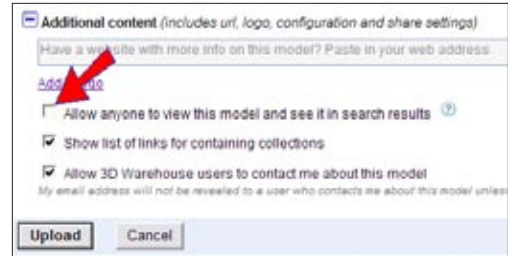 Additional content (includes url, logo, configuration and share settings)
Have a website with more info on this model? Paste in your web address
Add logo
Allow anyone to view this model and see it in search results
Show list of links for containing collections
Allow 3D Warehouse users to contact me about this model
My email address will not be revealed to a user who contacts me about this model unles
Upload Cancel